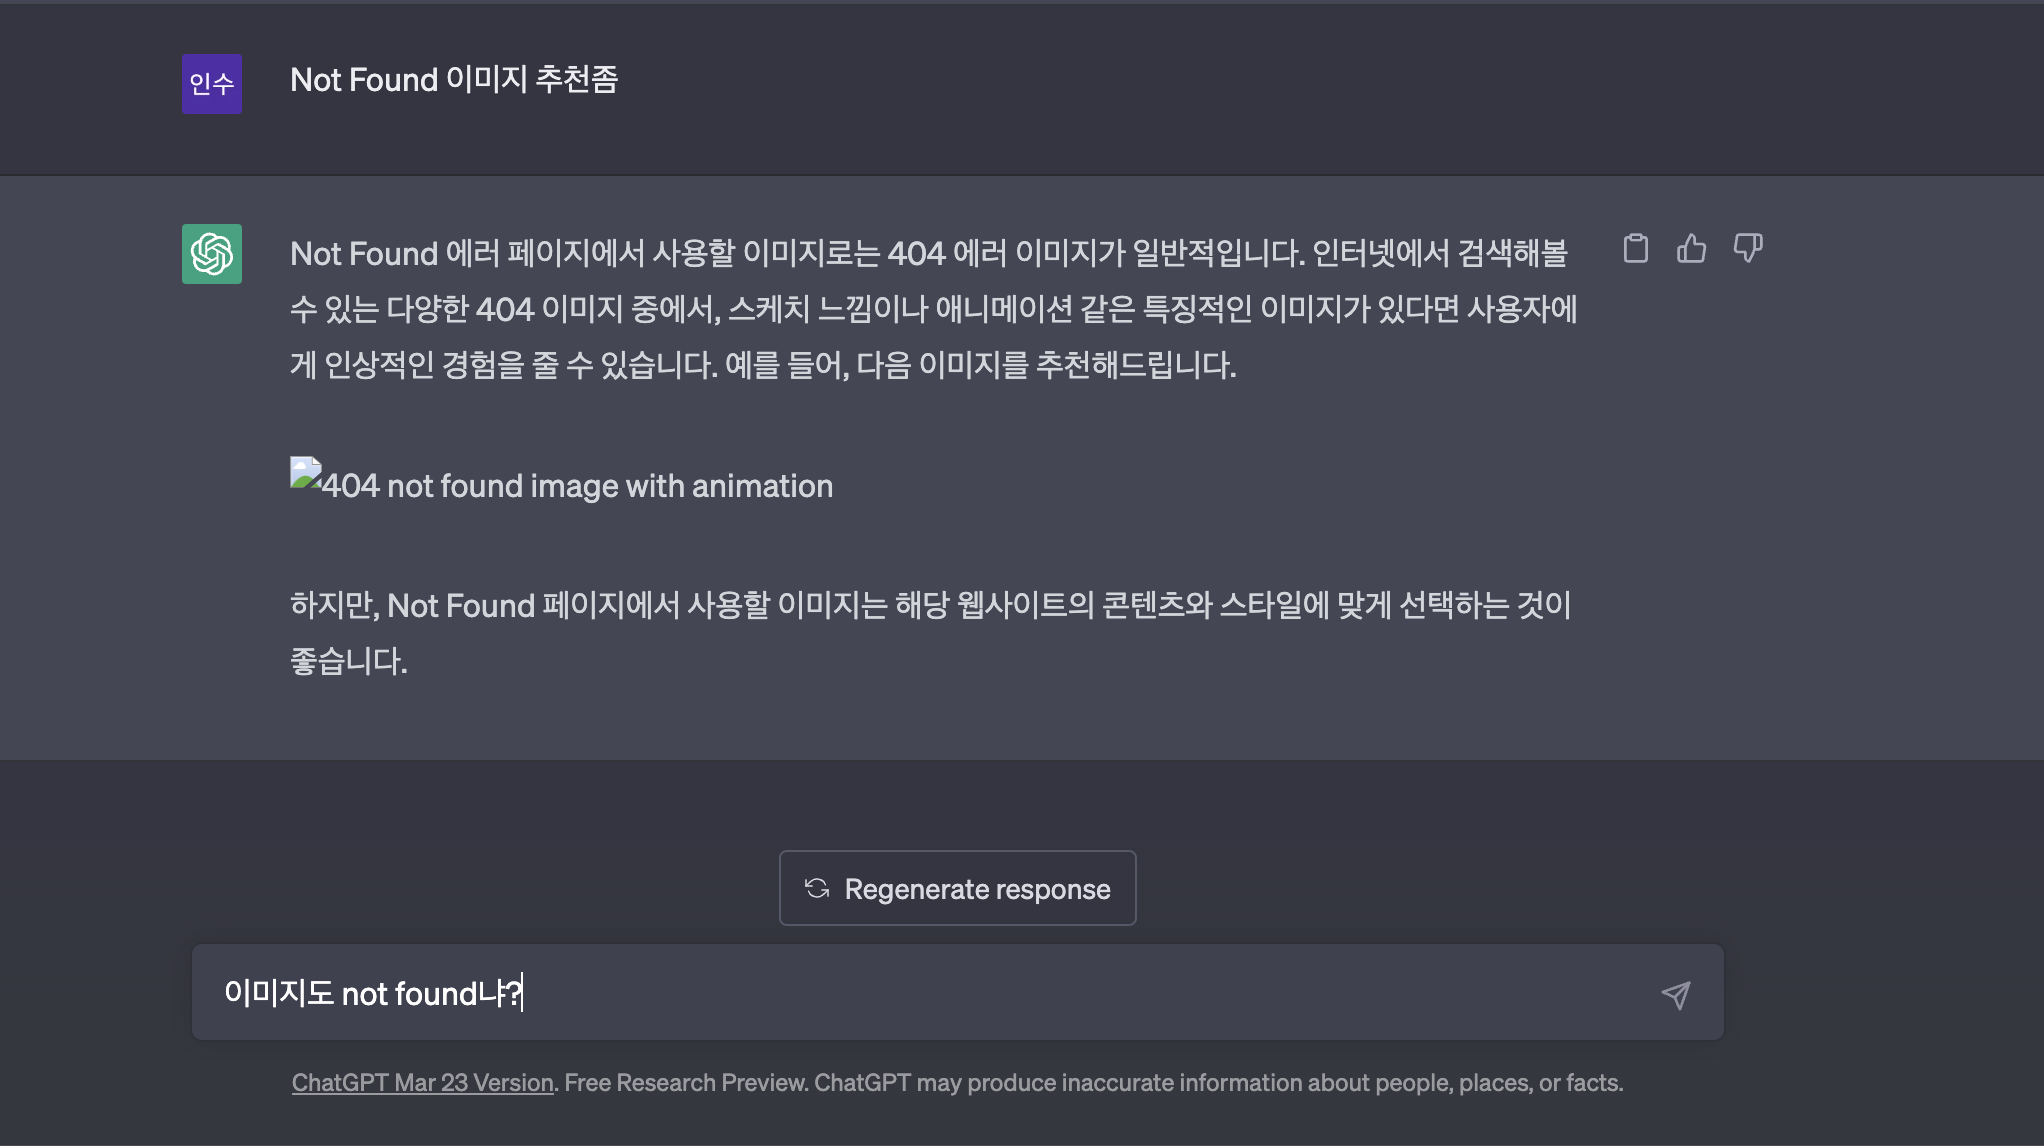 인수
Not Found 이미지 추천좀
Not Found 에러 페이지에서 사용할 이미지로는 404 에러 이미지가 일반적입니다. 인터넷에서 검색해볼
수 있는 다양한 404 이미지 중에서, 스케치 느낌이나 애니메이션 같은 특징적인 이미지가 있다면 사용자에
게 인상적인 경험을 줄 수 있습니다. 예를 들어, 다음 이미지를 추천해드립니다.
404 not found image with animation
하지만, Not Found 페이지에서 사용할 이미지는 해당 웹사이트의 콘텐츠와 스타일에 맞게 선택하는 것이
좋습니다.
Regenerate response
이미지도 not found냐?
ChatGPT Mar 23 Version. Free Research Preview. ChatGPT may produce inaccurate information about people, places, or facts.